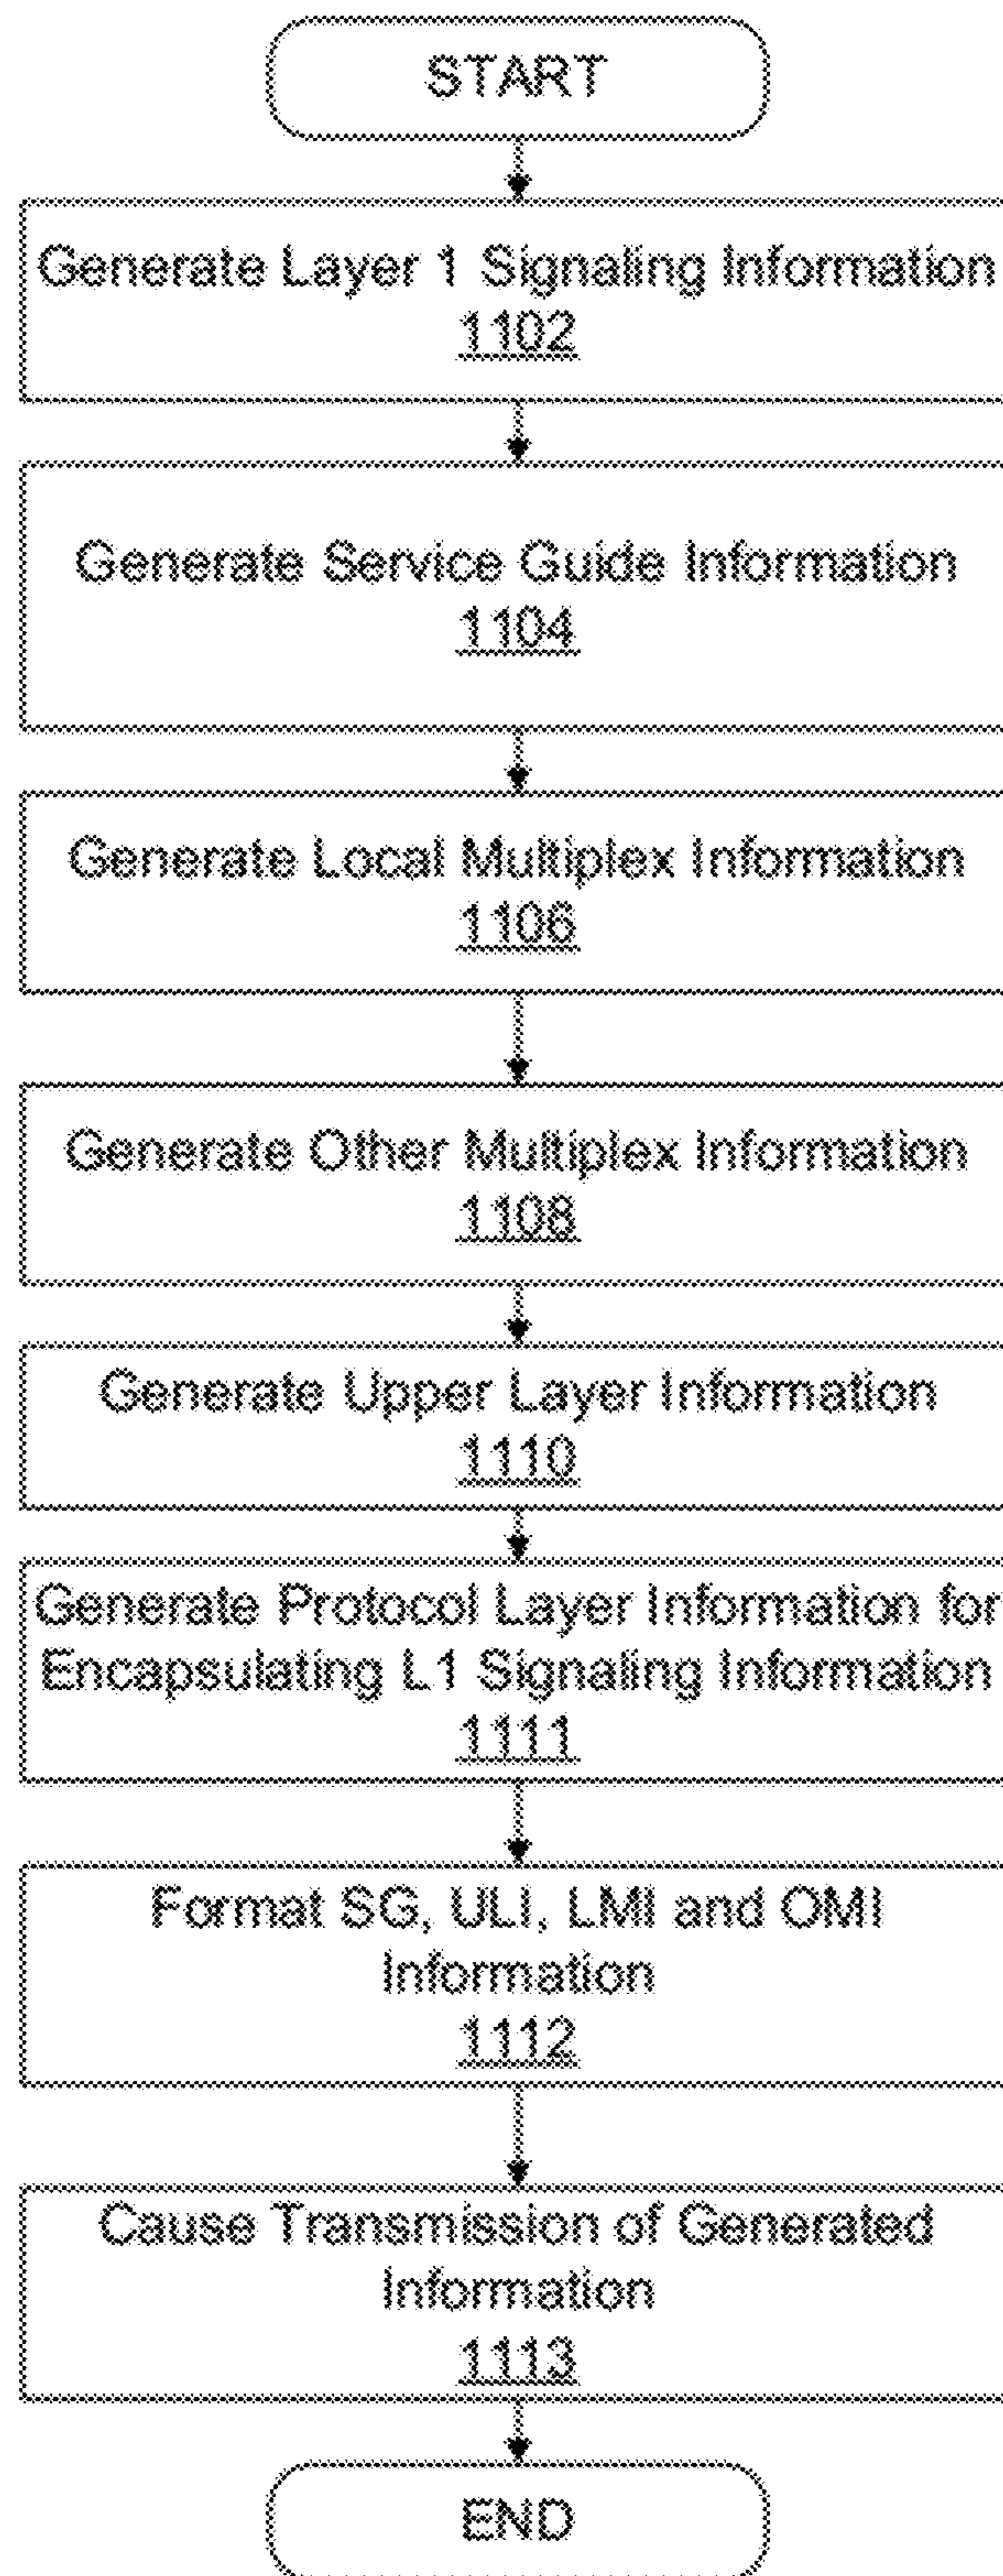 START
Generate Layer 1 Signaling Information
1102
Generate Service Guide Information
1104
Generate Local Multiplex Information
1106
Generate Other Multiplex Information
1108
Generate Upper Layer Information
1110
Generate Protocol Layer Information for
Encapsulating L1 Signaling Information
1111
Format SG, ULI, LMI and OMI
Information
1112
Cause Transmission of Generated
Information
1113
END